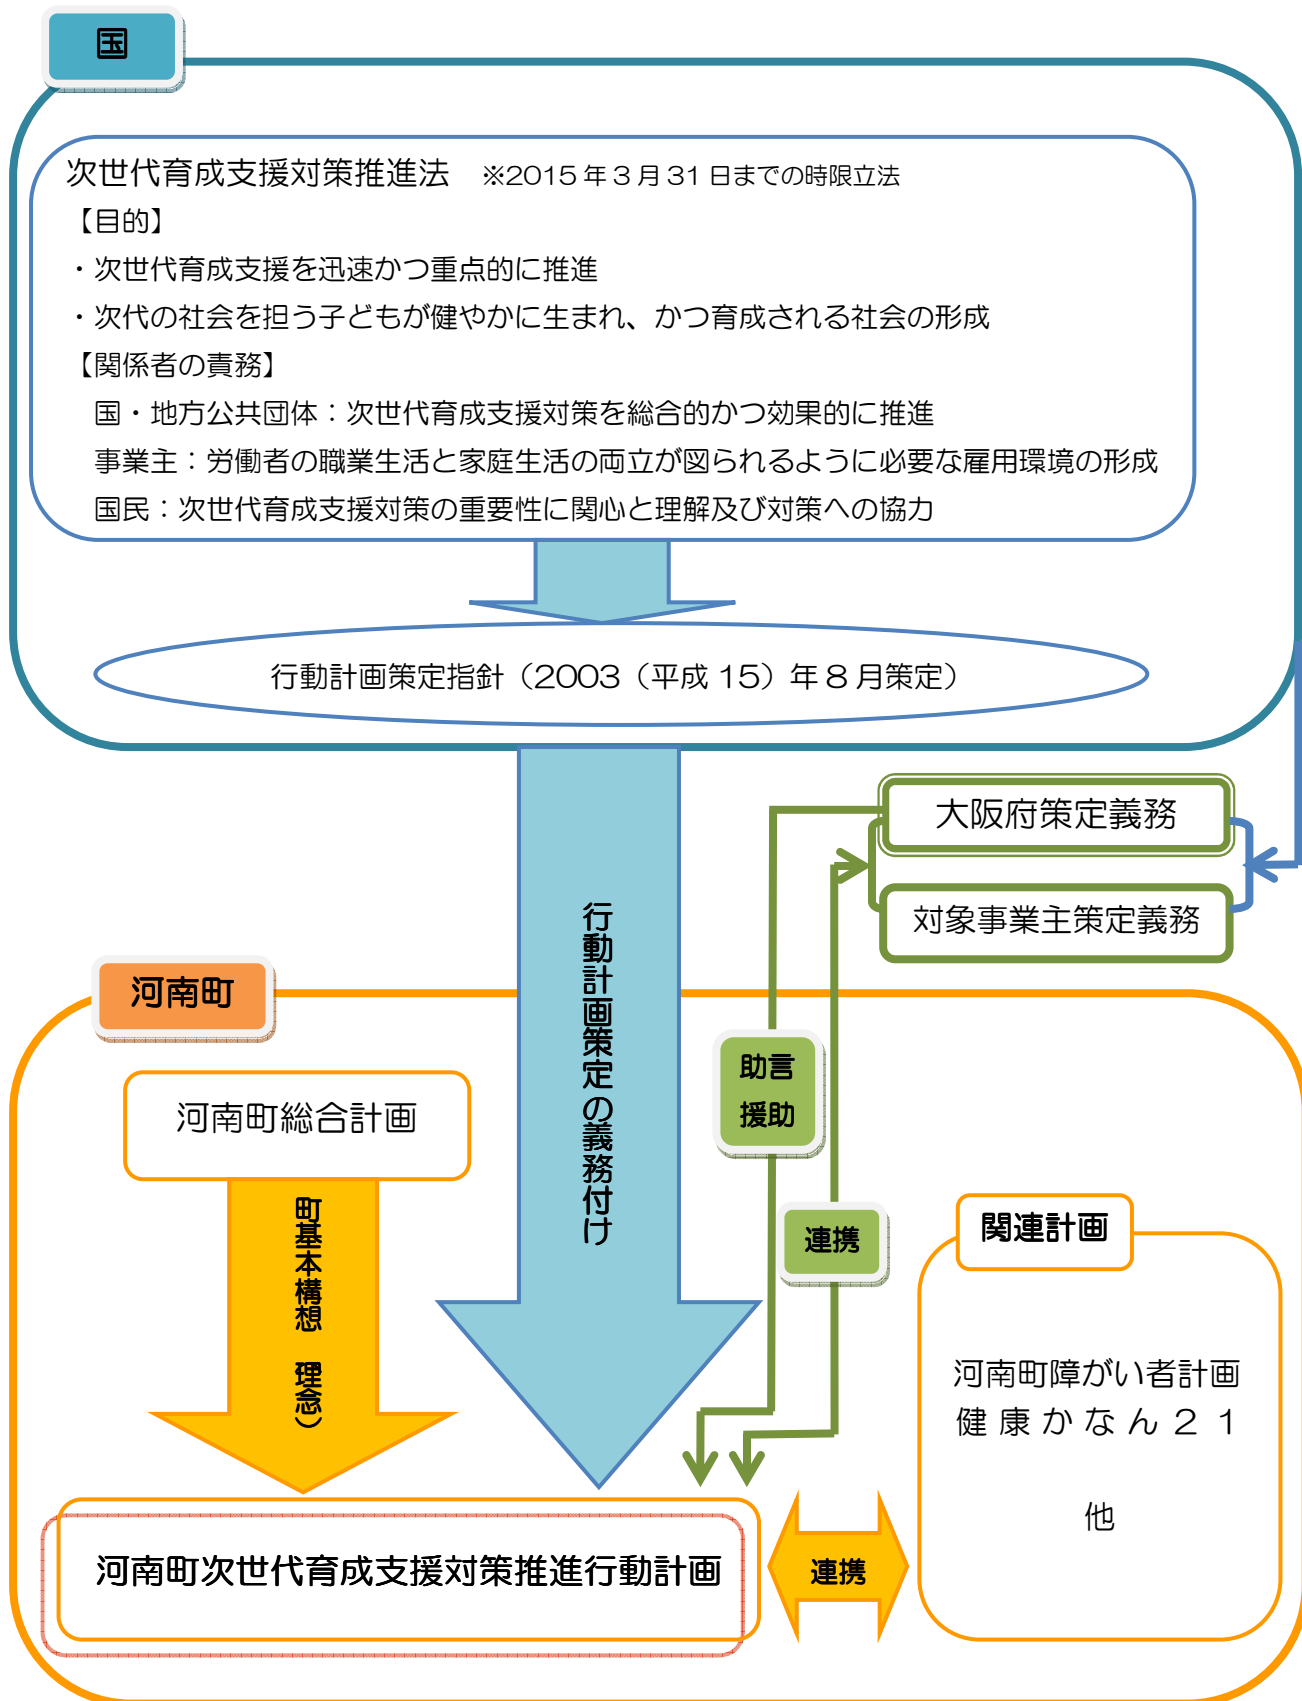 国
次世代育成支援対策推進法　※2015年3月31日までの時限立法
【目的】
・次世代育成支援を迅速かつ重点的に推進
・次代の社会を担う子どもが健やかに生まれ、かつ育成される社会の形成
【関係者の責務】
国・地方公共団体：次世代育成支援対策を総合的かつ効果的に推進
事業主：労働者の職業生活と家庭生活の両立が図られるように必要な雇用環境の形成
国民：次世代育成支援対策の重要性に関心と理解及び対策への協力
行動計画策定指針（2003（平成15）年8月策定）
大阪府策定義務
対象事業主策定義務
行動計画策定の義務付け
河南町
助言
援助
河南町総合計画
町基本構想　理念）
連携
関連計画
河南町障がい者計画
健康かなん２１
他
河南町次世代育成支援対策推進行動計画
連携